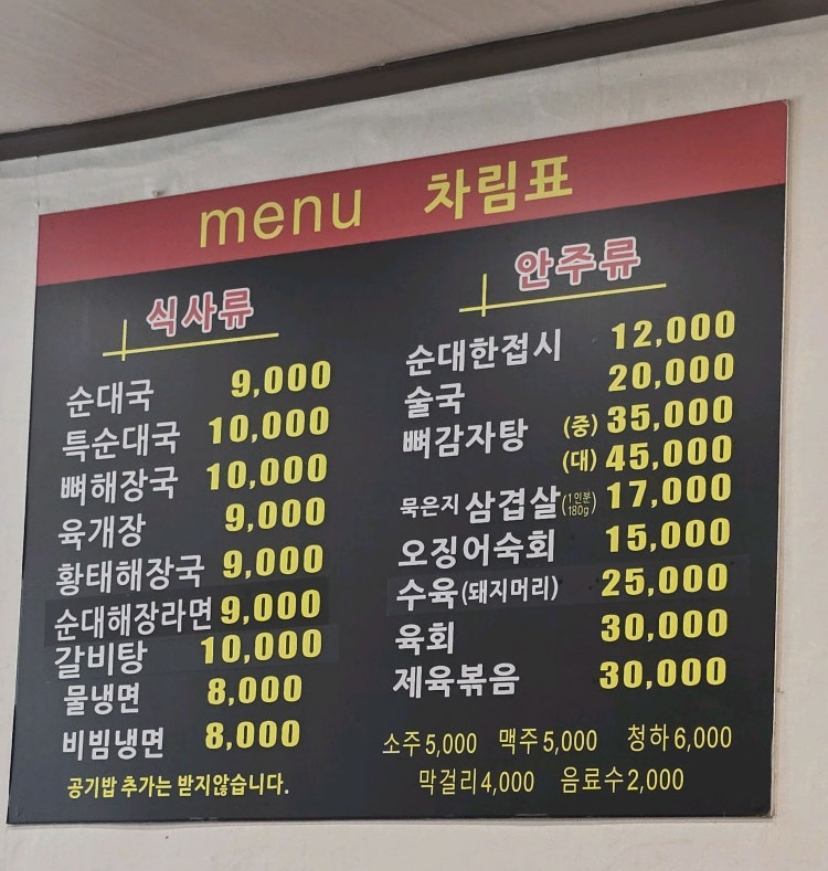 menu 차림표
식사류
순대국 9,000
특순대국 10,000
뼈해장국 10,000
육개장 9,000
황태해장국 9,000
순대해장라면 9,000
갈비탕 10,000
물냉면 8,000
비빔냉면 8,000
공기밥 추가는 받지않습니다.
안주류
순대한접시 12,000
술국 20,000
뼈감자탕 (중) 35,000
(대) 45,000
묵은지 삼겹살 (1인분 180g) 17,000
오징어숙회 15,000
수육(돼지머리) 25,000
육회 30,000
제육볶음 30,000
소주 5,000 맥주 5,000 청하 6,000
막걸리 4,000 음료수 2,000